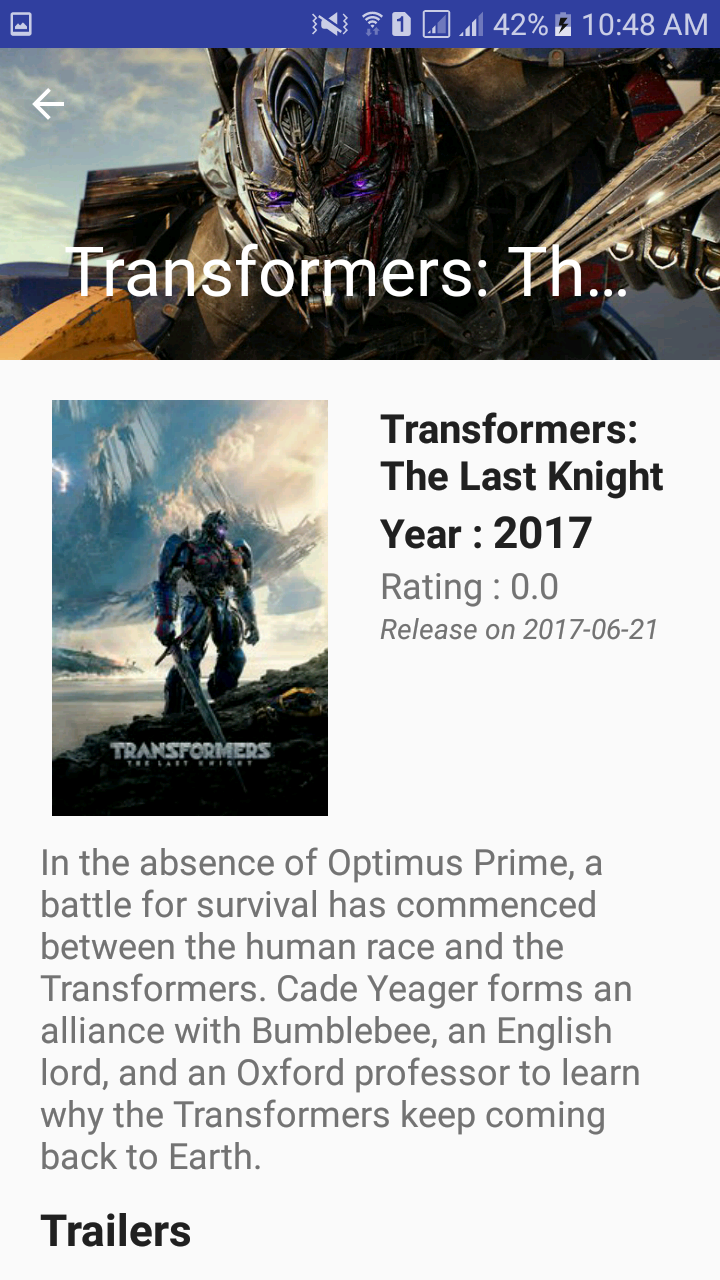 1 42% 10:48 AM
Transformers: Th...
Transformers:
The Last Knight
Year : 2017
Rating : 0.0
Release on 2017-06-21
TRANSFORMERS
THE LAST KNIGHT
In the absence of Optimus Prime, a
battle for survival has commenced
between the human race and the
Transformers. Cade Yeager forms an
alliance with Bumblebee, an English
lord, and an Oxford professor to learn
why the Transformers keep coming
back to Earth.
Trailers